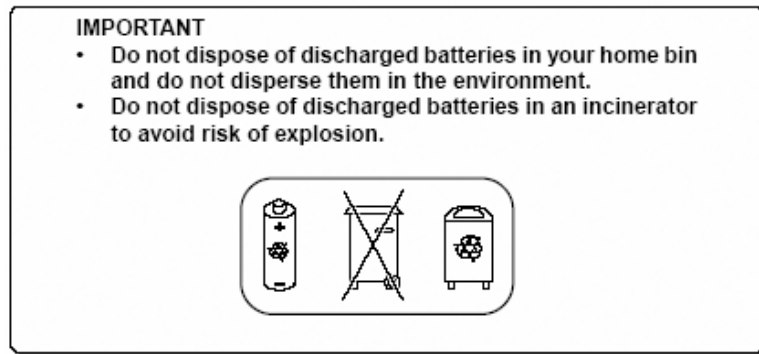 IMPORTANT
• Do not dispose of discharged batteries in your home bin
and do not disperse them in the environment.
• Do not dispose of discharged batteries in an incinerator
to avoid risk of explosion.